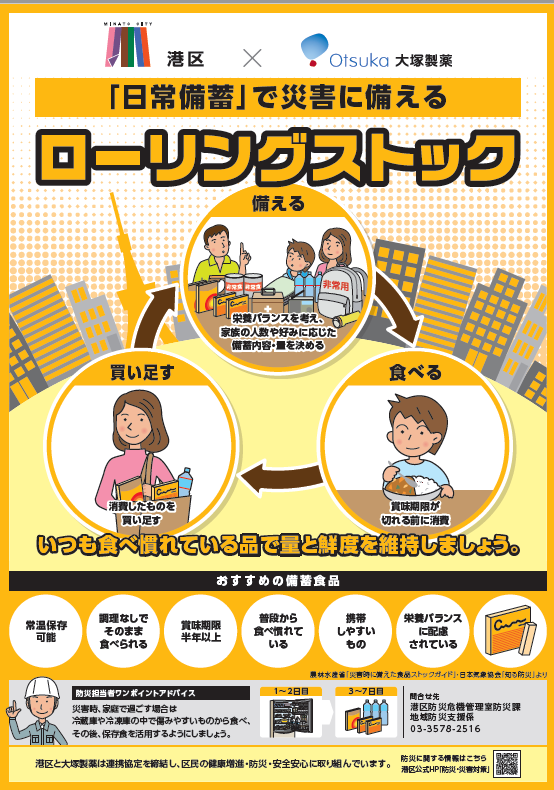 MINATO CITY
港区
×
Otsuka 大塚製薬
「日常備蓄」で災害に備える
ローリングストック
備える
非常食
非常食
非常用
栄養バランスを考え、
家族の人数や好みに応じた
備蓄内容・量を決める
買い足す
消費したものを
買い足す
食べる
賞味期限が
切れる前に消費
いつも食べ慣れている品で量と鮮度を維持しましょう。
おすすめの備蓄食品
常温保存
可能
調理なしで
そのまま
食べられる
賞味期限
半年以上
普段から
食べ慣れて
いる
携帯
しやすい
もの
栄養バランス
に配慮
されている
農林水産省「災害時に備えた食品ストックガイド」・日本気象協会「知る防災」より
防災担当者ワンポイントアドバイス
災害時、家庭で過ごす場合は
冷蔵庫や冷凍庫の中で傷みやすいものから食べ、
その後、保存食を活用するようにしましょう。
1〜2日目
3〜7日目
問合せ先
港区防災危機管理室防災課
地域防災支援係
03-3578-2516
港区と大塚製薬は連携協定を締結し、区民の健康増進・防災・安全安心に取り組んでいます。
防災に関する情報はこちら
港区公式HP「防災・災害対策」